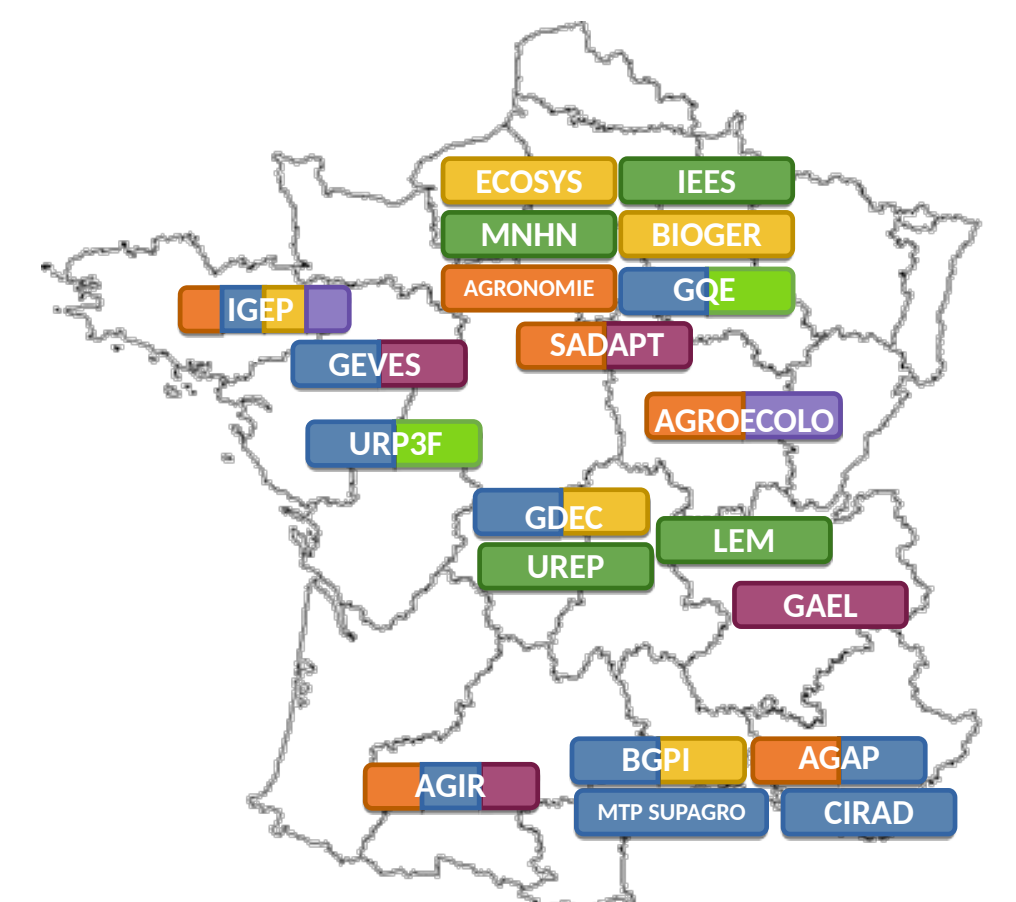 ECOSYS
IEES
MNHN
BIOGER
AGRONOMIE
GQE
IGEP
SADAPT
GEVES
AGROECOLO
URP3F
GDEC
LEM
UREP
GAEL
BGPI
AGAP
AGIR
MTP SUPAGRO
CIRAD